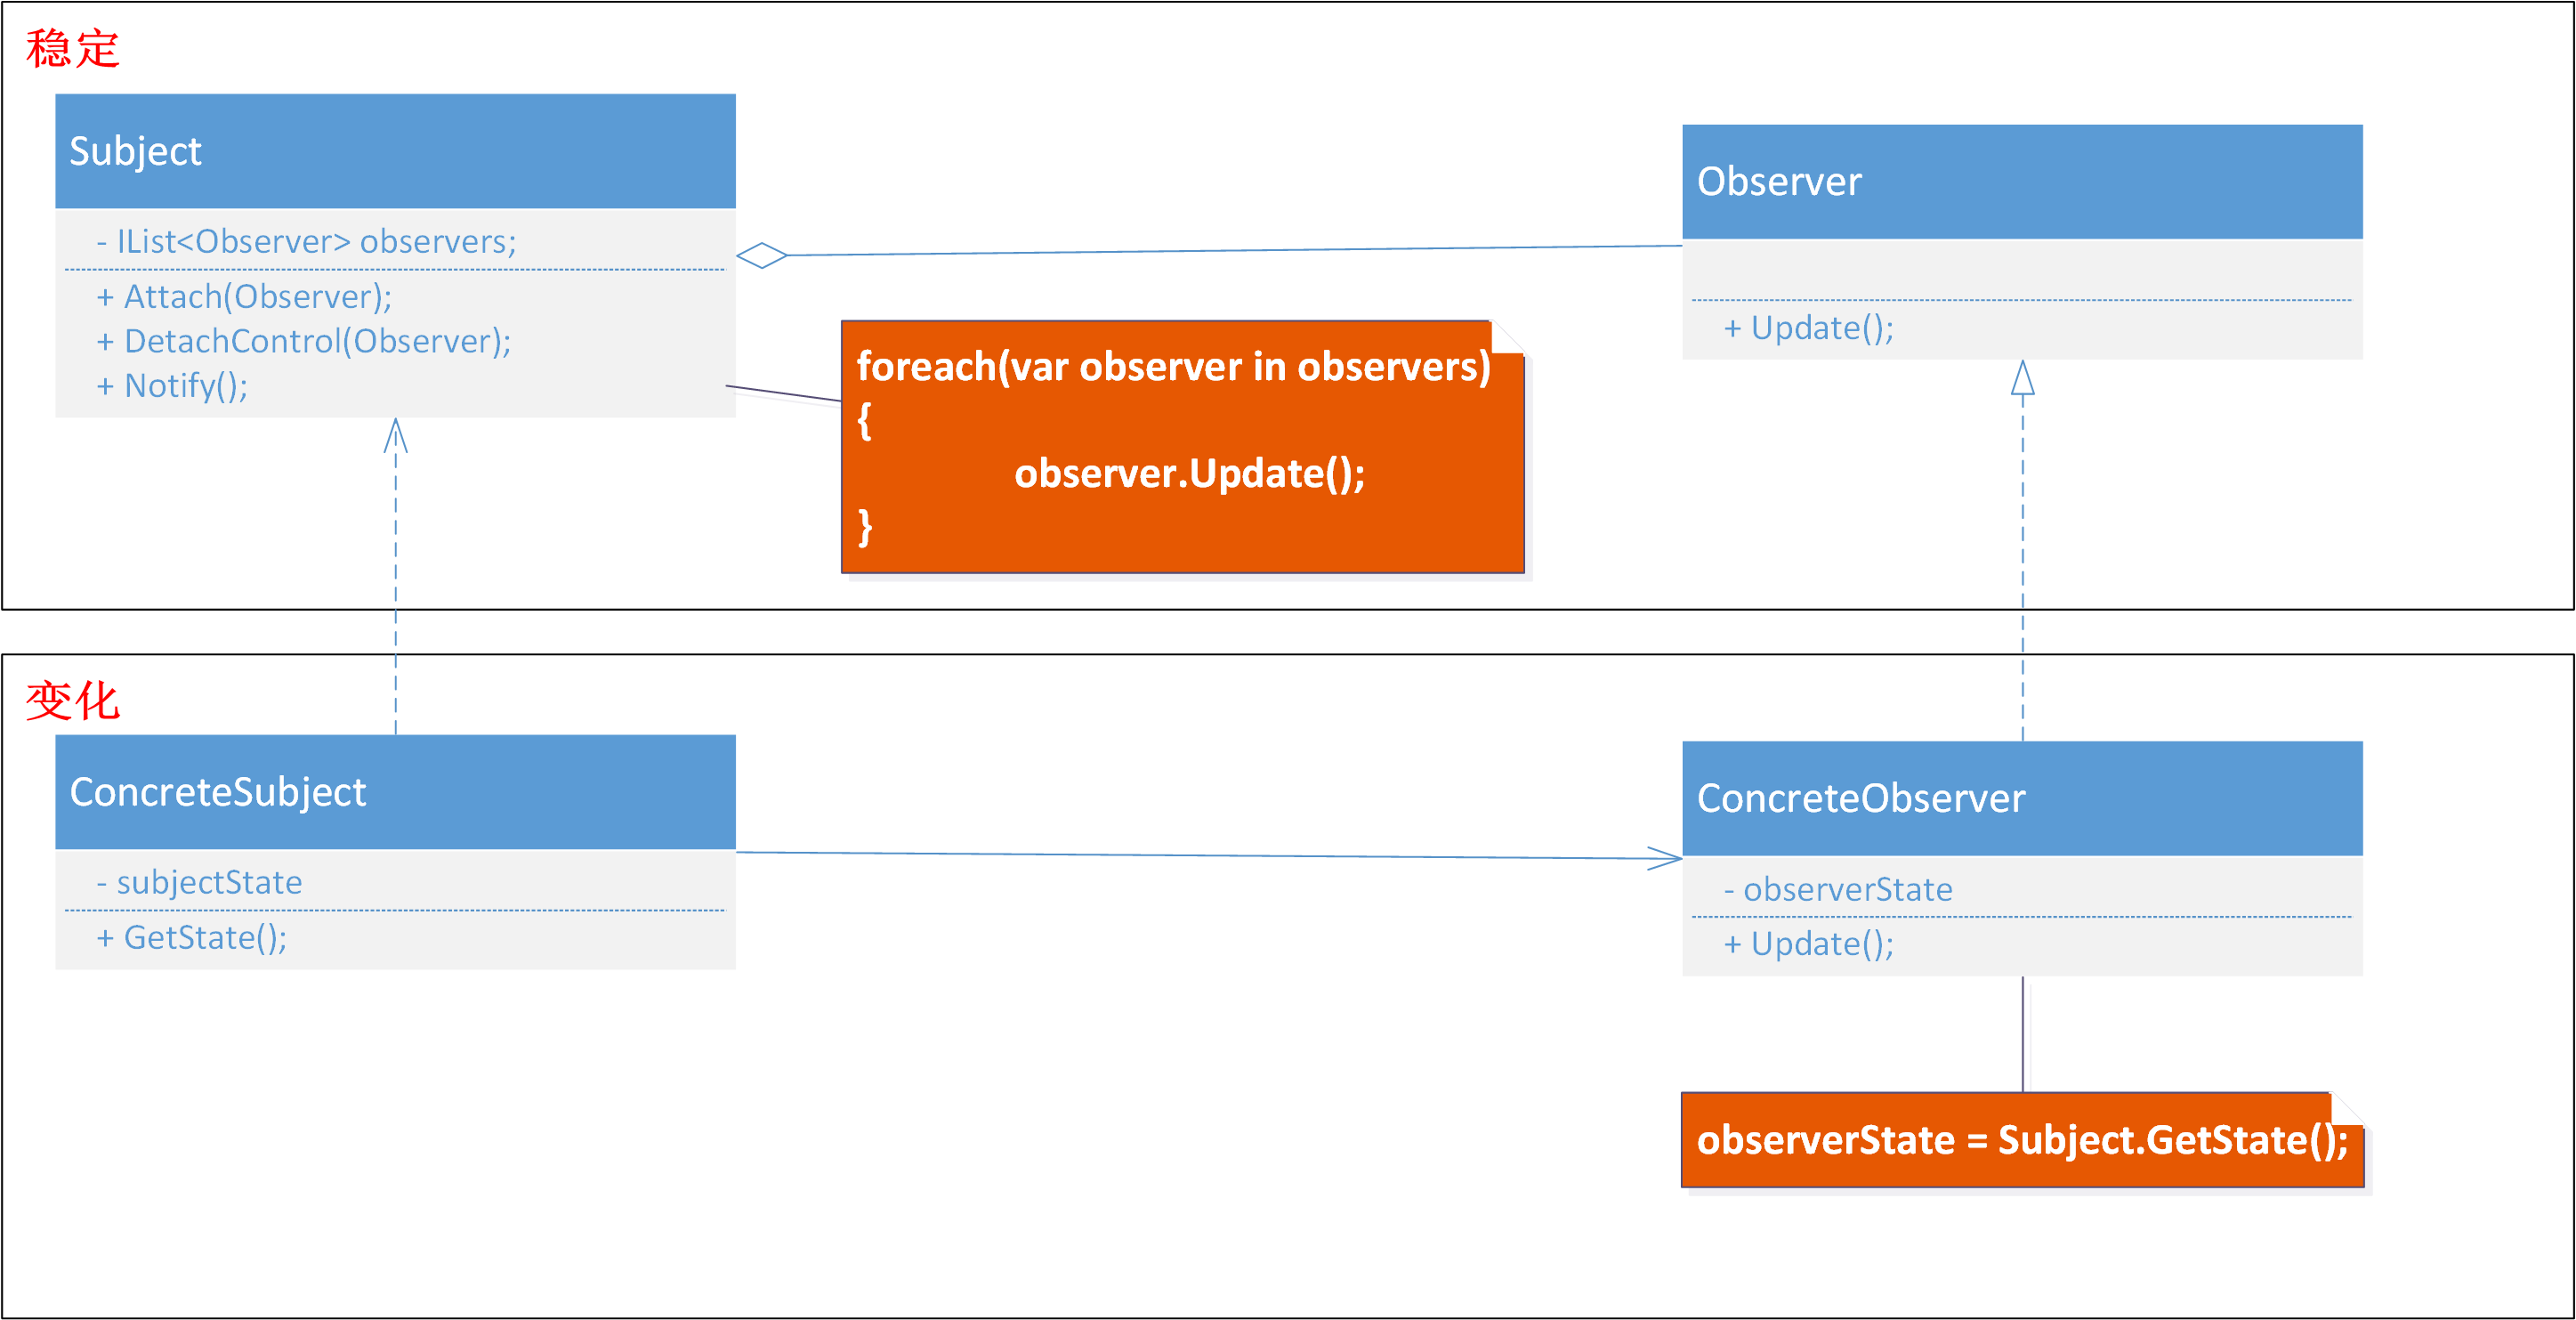 稳定
Subject
- IList<Observer> observers;
+ Attach(Observer);
+ DetachControl(Observer);
+ Notify();
foreach(var observer in observers)
{
observer.Update();
}
Observer
+ Update();
变化
ConcreteSubject
- subjectState
+ GetState();
ConcreteObserver
- observerState
+ Update();
observerState = Subject.GetState();